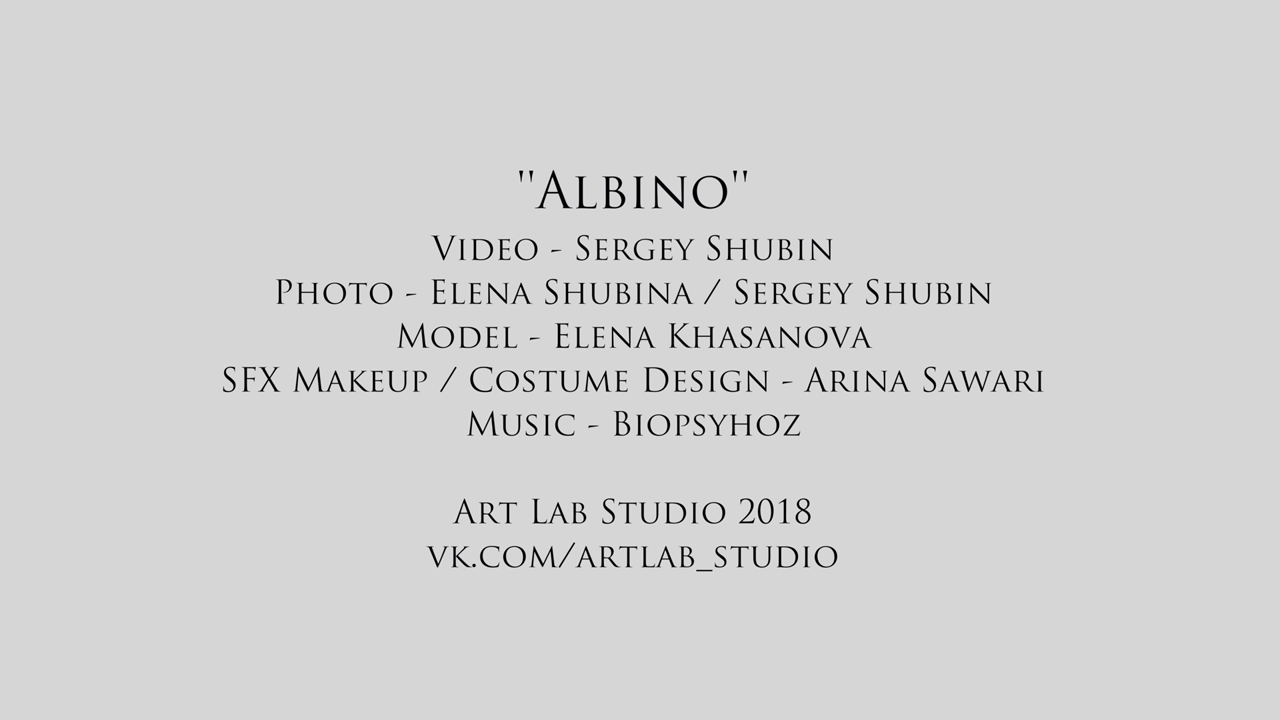 "Albino"
Video - Sergey Shubin
Photo - Elena Shubina / Sergey Shubin
Model - Elena Khasanova
SFX Makeup / Costume Design - Arina Sawari
Music - Biopsyhoz
Art Lab Studio 2018
vk.com/artlab_studio